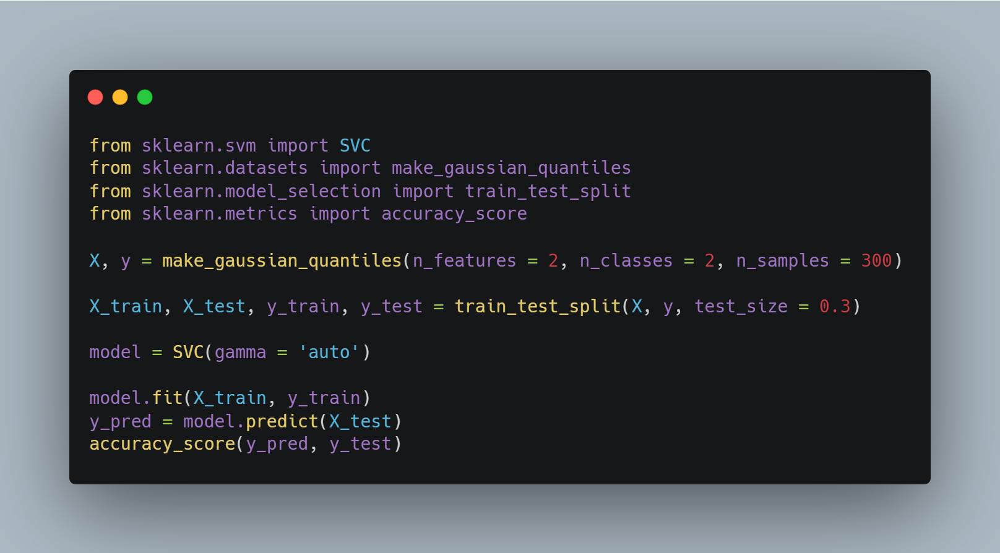 from sklearn.svm import SVC
from sklearn.datasets import make_gaussian_quantiles
from sklearn.model_selection import train_test_split
from sklearn.metrics import accuracy_score
X, y = make_gaussian_quantiles(n_features = 2, n_classes = 2, n_samples = 300)
X_train, X_test, y_train, y_test = train_test_split(X, y, test_size = 0.3)
model = SVC(gamma = 'auto')
model.fit(X_train, y_train)
y_pred = model.predict(X_test)
accuracy_score(y_pred, y_test)